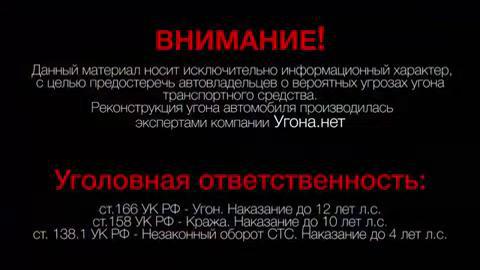 ВНИМАНИЕ!
Данный материал носит исключительно информационный характер,
с целью предостеречь автовладельцев о вероятных угрозах угона
транспортного средства.
Реконструкция угона автомобиля производилась
экспертами компании Угона.нет
Уголовная ответственность:
ст.166 УК РФ - Угон. Наказание до 12 лет л.с.
ст.158 УК РФ - Кража. Наказание до 10 лет л.с.
ст. 138.1 УК РФ - Незаконный оборот СТС. Наказание до 4 лет л.с.